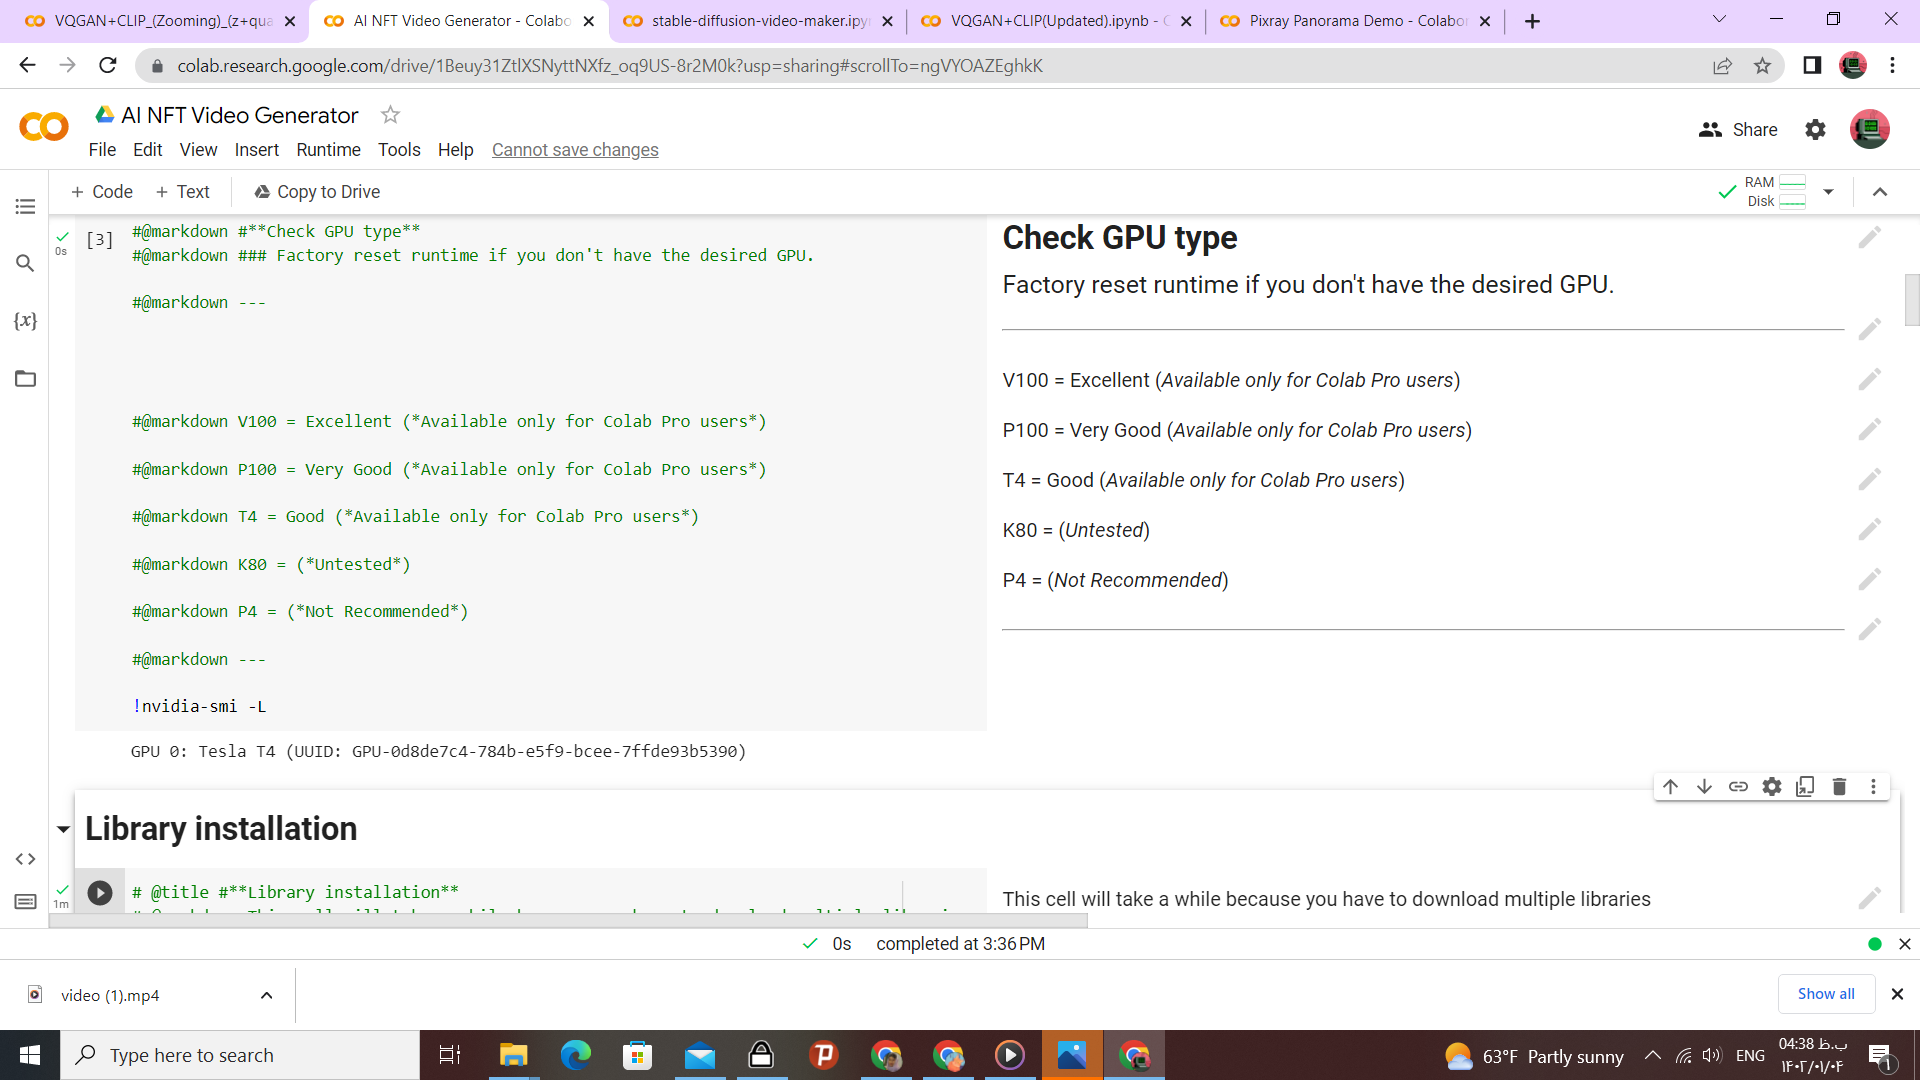 VQGAN+CLIP_(Zooming)_(z+qua
AI NFT Video Generator - Colabo
stable-diffusion-video-maker.ipy
VQGAN+CLIP(Updated).ipynb - C
Pixray Panorama Demo - Colabor
colab.research.google.com/drive/1Beuy31ZtlXSNyttNXfz_oq9US-8r2M0k?usp=sharing#scrollTo=ngVYOAZEghkK
AI NFT Video Generator
Share
File Edit View Insert Runtime Tools Help Cannot save changes
+ Code + Text Copy to Drive
RAM
Disk
[3]
0s
#@markdown #**Check GPU type**
#@markdown ### Factory reset runtime if you don't have the desired GPU.
#@markdown ---
#@markdown V100 = Excellent (*Available only for Colab Pro users*)
#@markdown P100 = Very Good (*Available only for Colab Pro users*)
#@markdown T4 = Good (*Available only for Colab Pro users*)
#@markdown K80 = (*Untested*)
#@markdown P4 = (*Not Recommended*)
#@markdown ---
!nvidia-smi -L
GPU 0: Tesla T4 (UUID: GPU-0d8de7c4-784b-e5f9-bcee-7ffde93b5390)
Check GPU type
Factory reset runtime if you don't have the desired GPU.
V100 = Excellent (Available only for Colab Pro users)
P100 = Very Good (Available only for Colab Pro users)
T4 = Good (Available only for Colab Pro users)
K80 = (Untested)
P4 = (Not Recommended)
Library installation
1m
# @title #**Library installation**
This cell will take a while because you have to download multiple libraries
0s completed at 3:36 PM
video (1).mp4
Show all
Type here to search
63°F Partly sunny
ENG
04:38 ب.ظ
۱۴۰۲/۰۱/۰۴
۱